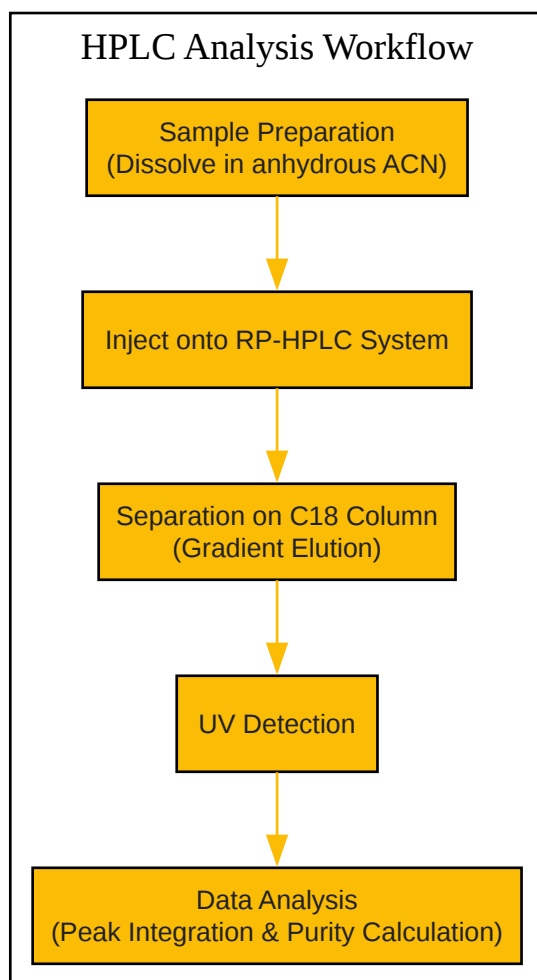 HPLC Analysis Workflow
Sample Preparation
(Dissolve in anhydrous ACN)
Inject onto RP-HPLC System
Separation on C18 Column
(Gradient Elution)
UV Detection
Data Analysis
(Peak Integration & Purity Calculation)